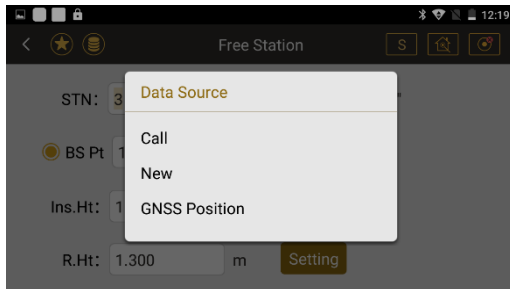 12:19
Free Station
S
STN: 3 "
Data Source
Call
BS Pt 1
New
Ins.Ht: 1
GNSS Position
R.Ht: 1.300 m Setting